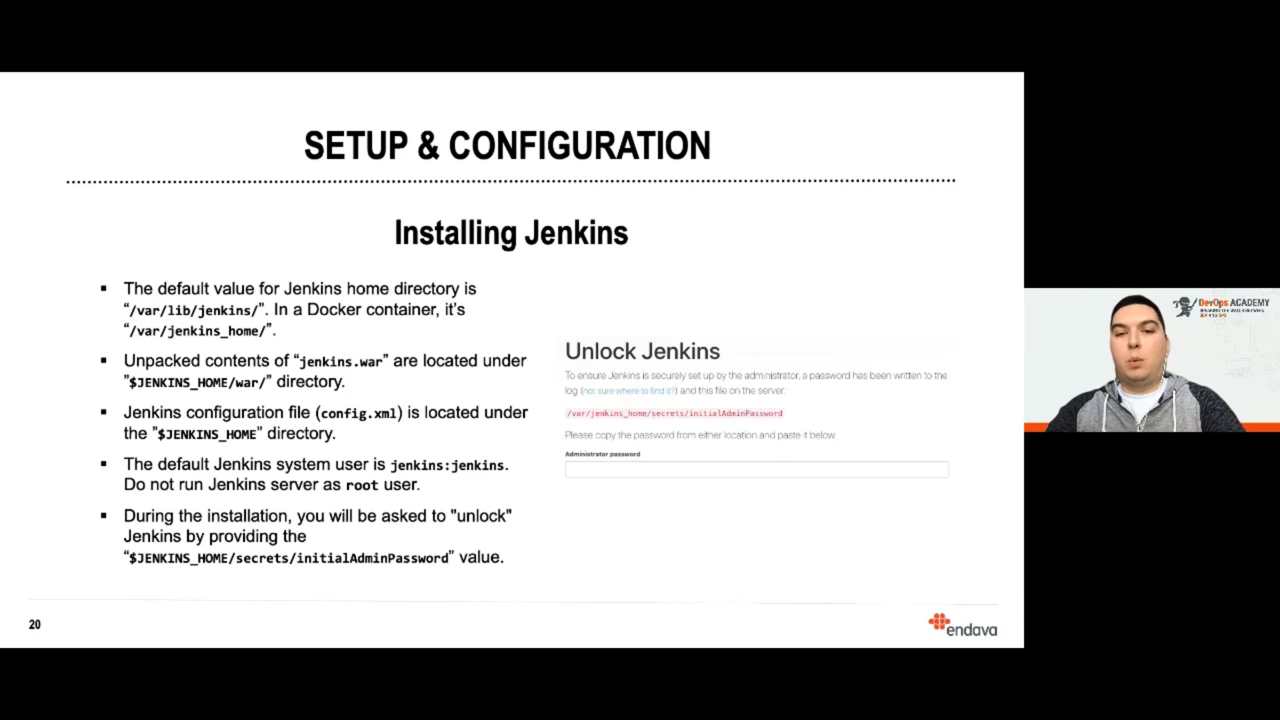 SETUP & CONFIGURATION
Installing Jenkins
▪ The default value for Jenkins home directory is
“/var/lib/jenkins/”. In a Docker container, it’s
“/var/jenkins_home/”.
▪ Unpacked contents of “jenkins.war” are located under
“$JENKINS_HOME/war/” directory.
▪ Jenkins configuration file (config.xml) is located under
the ”$JENKINS_HOME” directory.
▪ The default Jenkins system user is jenkins:jenkins.
Do not run Jenkins server as root user.
▪ During the installation, you will be asked to "unlock"
Jenkins by providing the
“$JENKINS_HOME/secrets/initialAdminPassword” value.
Unlock Jenkins
To ensure Jenkins is securely set up by the administrator, a password has been written to the
log (not sure where to find it?) and this file on the server:
/var/jenkins_home/secrets/initialAdminPassword
Please copy the password from either location and paste it below.
Administrator password
20
endava
DevOps ACADEMY